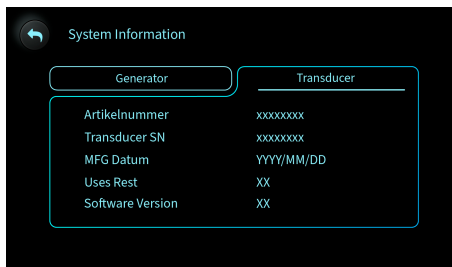 System Information
Generator Transducer
Artikelnummer xxxxxxxx
Transducer SN xxxxxxxx
MFG Datum YYYY/MM/DD
Uses Rest XX
Software Version XX